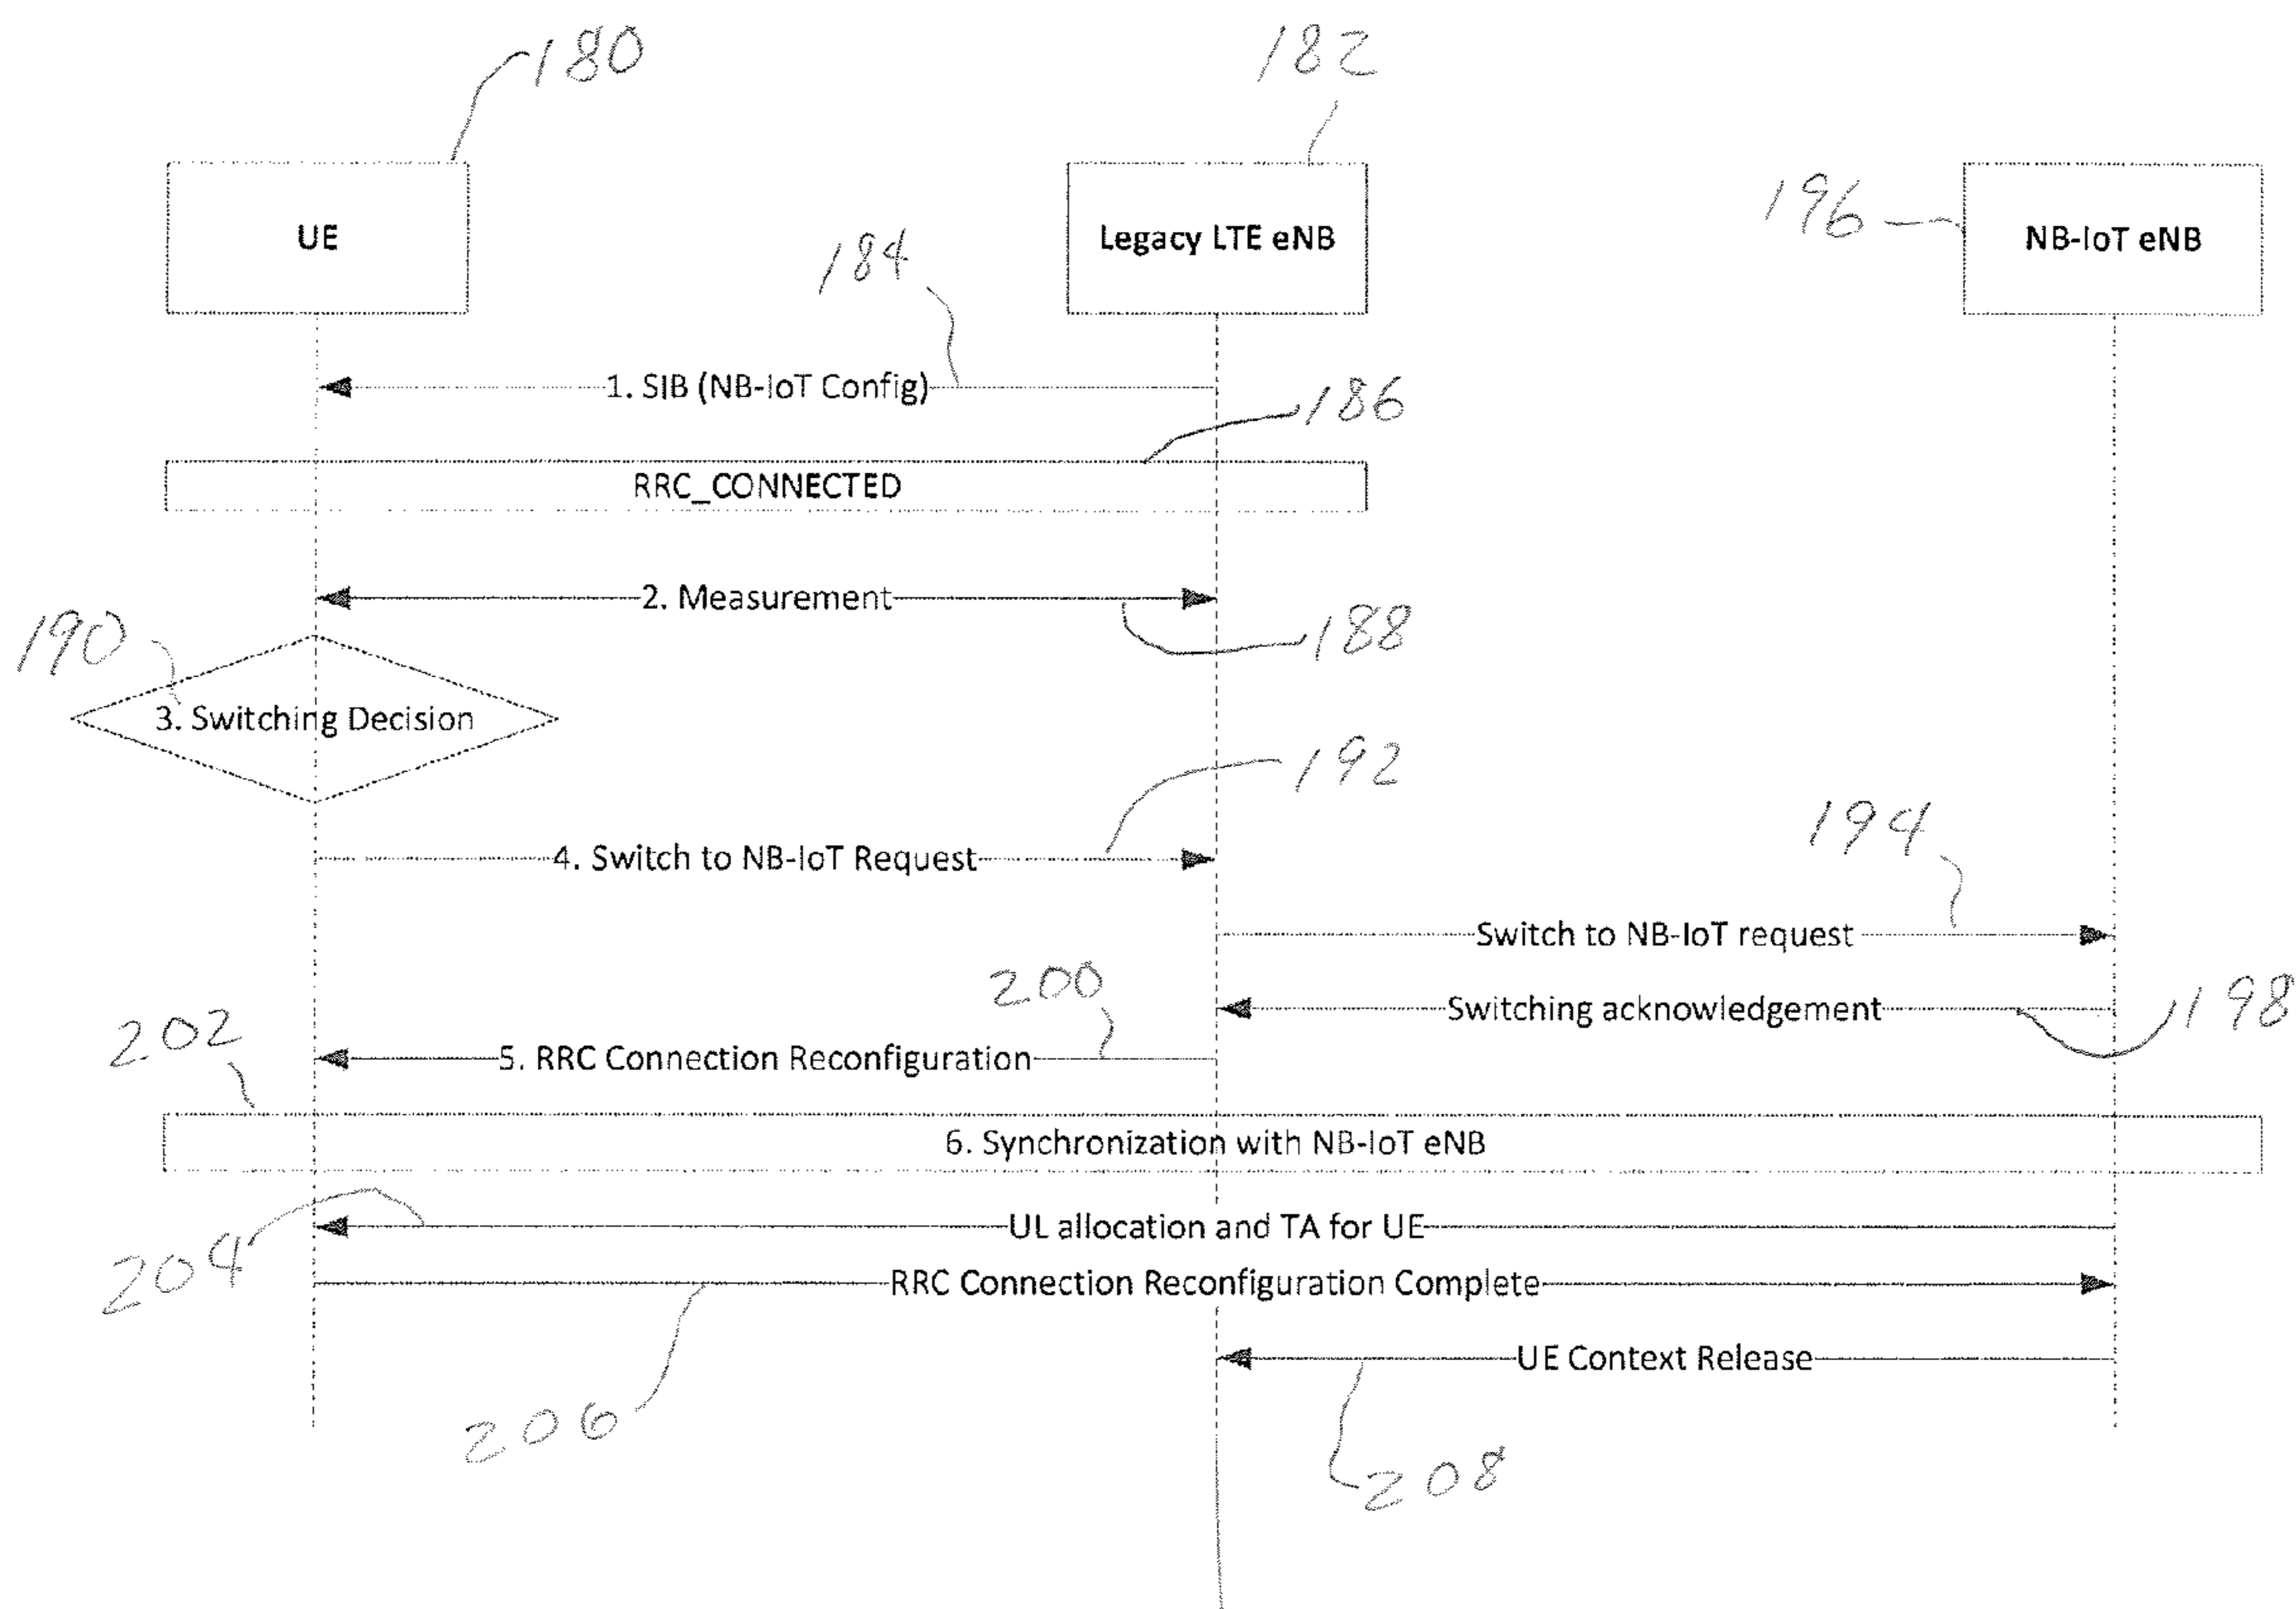 180
182
UE
Legacy LTE eNB
196
NB-IoT eNB
184
1. SIB (NB-IoT Config)
186
RRC_CONNECTED
2. Measurement
188
190
3. Switching Decision
192
4. Switch to NB-IoT Request
194
Switch to NB-IoT request
200
Switching acknowledgement
198
202
5. RRC Connection Reconfiguration
6. Synchronization with NB-IoT eNB
UL allocation and TA for UE
204
RRC Connection Reconfiguration Complete
UE Context Release
206
208